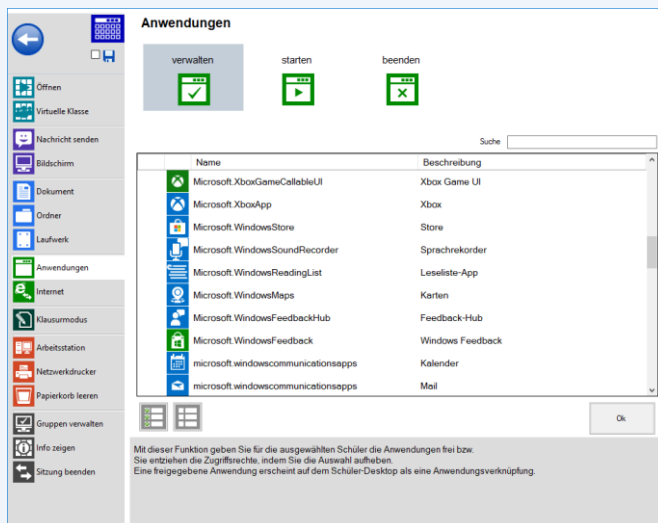 Anwendungen
verwalten starten beenden
Öffnen
Virtuelle Klasse
Nachricht senden
Bildschirm
Dokument
Ordner
Laufwerk
Anwendungen
Internet
Klausurmodus
Arbeitsstation
Netzwerkdrucker
Papierkorb leeren
Gruppen verwalten
Info zeigen
Sitzung beenden
Suche
Name Beschreibung
Microsoft.XboxGameCallableUI Xbox Game UI
Microsoft.XboxApp Xbox
Microsoft.WindowsStore Store
Microsoft.WindowsSoundRecorder Sprachrekorder
Microsoft.WindowsReadingList Leseliste-App
Microsoft.WindowsMaps Karten
Microsoft.WindowsFeedbackHub Feedback-Hub
Microsoft.WindowsFeedback Windows Feedback
microsoft.windowscommunicationsapps Kalender
microsoft.windowscommunicationsapps Mail
Ok
Mit dieser Funktion geben Sie für die ausgewählten Schüler die Anwendungen frei bzw.
Sie entziehen die Zugriffsrechte, indem Sie die Auswahl aufheben.
Eine freigegebene Anwendung erscheint auf dem Schüler-Desktop als eine Anwendungsverknüpfung.